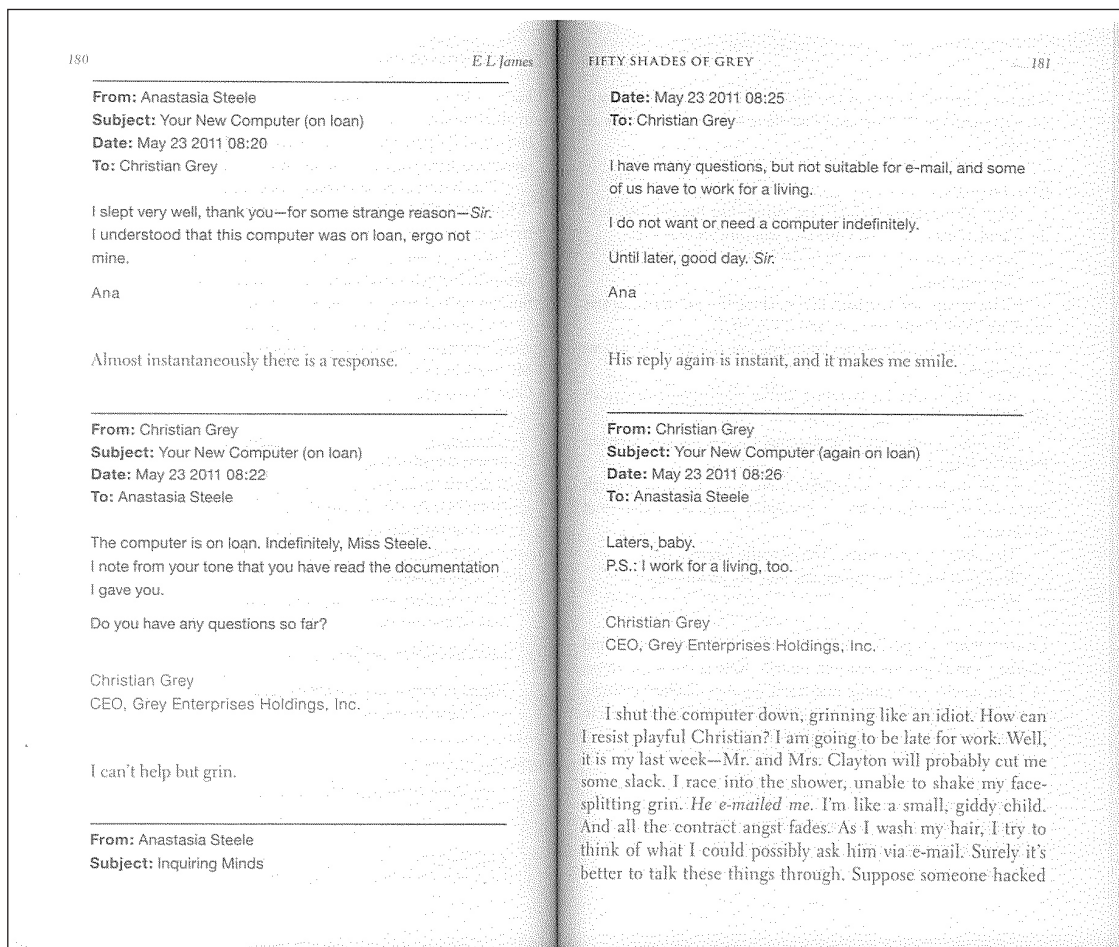 180
E L James
From: Anastasia Steele
Subject: Your New Computer (on loan)
Date: May 23 2011 08:20
To: Christian Grey
I slept very well, thank you—for some strange reason—Sir.
I understood that this computer was on loan, ergo not
mine.
Ana
Almost instantaneously there is a response.
From: Christian Grey
Subject: Your New Computer (on loan)
Date: May 23 2011 08:22
To: Anastasia Steele
The computer is on loan. Indefinitely, Miss Steele.
I note from your tone that you have read the documentation
I gave you.
Do you have any questions so far?
Christian Grey
CEO, Grey Enterprises Holdings, Inc.
I can't help but grin.
From: Anastasia Steele
Subject: Inquiring Minds
FIFTY SHADES OF GREY
181
Date: May 23 2011 08:25
To: Christian Grey
I have many questions, but not suitable for e-mail, and some
of us have to work for a living.
I do not want or need a computer indefinitely.
Until later, good day. Sir.
Ana
His reply again is instant, and it makes me smile.
From: Christian Grey
Subject: Your New Computer (again on loan)
Date: May 23 2011 08:26
To: Anastasia Steele
Laters, baby.
P.S.: I work for a living, too.
Christian Grey
CEO, Grey Enterprises Holdings, Inc.
I shut the computer down, grinning like an idiot. How can
I resist playful Christian? I am going to be late for work. Well,
it is my last week—Mr. and Mrs. Clayton will probably cut me
some slack. I race into the shower, unable to shake my face-
splitting grin. He e-mailed me. I'm like a small, giddy child.
And all the contract angst fades. As I wash my hair, I try to
think of what I could possibly ask him via e-mail. Surely it's
better to talk these things through. Suppose someone hacked